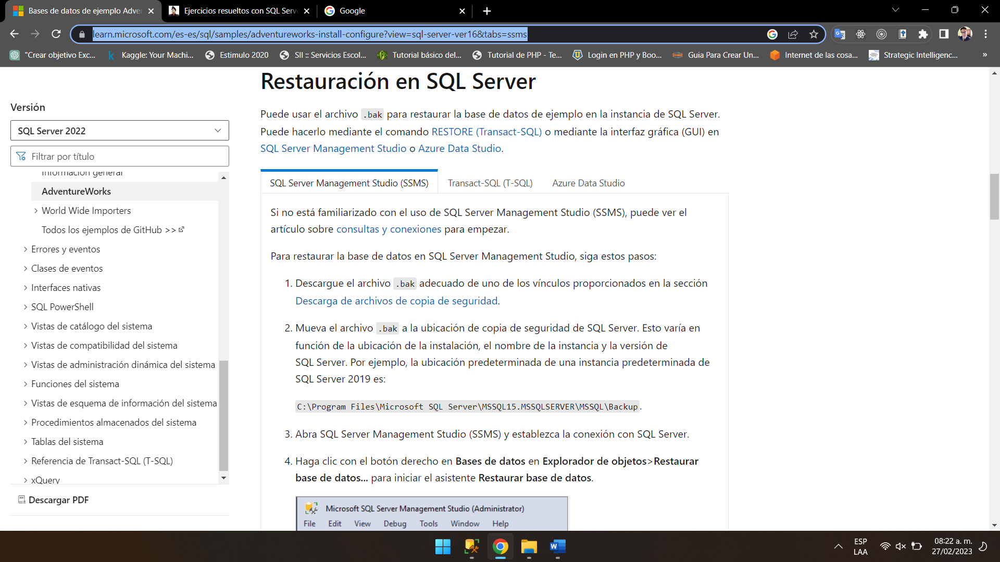 Bases de datos de ejemplo Adve
Ejercicios resueltos con SQL Serv
Google
learn.microsoft.com/es-es/sql/samples/adventureworks-install-configure?view=sql-server-ver16&tabs=ssms
"Crear objetivo Exc...
Kaggle: Your Machi...
Estimulo 2020
SII :: Servicios Escol...
Tutorial básico del...
Tutorial de PHP - Te...
Login en PHP y Boo...
Guia Para Crear Un...
Internet de las cosa...
Strategic Intelligenc...
»
Versión
SQL Server 2022
Filtrar por título
Información general
AdventureWorks
World Wide Importers
Todos los ejemplos de GitHub >>
Errores y eventos
Clases de eventos
Interfaces nativas
SQL PowerShell
Vistas de catálogo del sistema
Vistas de compatibilidad del sistema
Vistas de administración dinámica del sistema
Funciones del sistema
Vistas de esquema de información del sistema
Procedimientos almacenados del sistema
Tablas del sistema
Referencia de Transact-SQL (T-SQL)
xQuery
Descargar PDF
Restauración en SQL Server
Puede usar el archivo .bak para restaurar la base de datos de ejemplo en la instancia de SQL Server.
Puede hacerlo mediante el comando RESTORE (Transact-SQL) o mediante la interfaz gráfica (GUI) en
SQL Server Management Studio o Azure Data Studio.
SQL Server Management Studio (SSMS)
Transact-SQL (T-SQL)
Azure Data Studio
Si no está familiarizado con el uso de SQL Server Management Studio (SSMS), puede ver el
artículo sobre consultas y conexiones para empezar.
Para restaurar la base de datos en SQL Server Management Studio, siga estos pasos:
1. Descargue el archivo .bak adecuado de uno de los vínculos proporcionados en la sección
Descarga de archivos de copia de seguridad.
2. Mueva el archivo .bak a la ubicación de copia de seguridad de SQL Server. Esto varía en
función de la ubicación de la instalación, el nombre de la instancia y la versión de
SQL Server. Por ejemplo, la ubicación predeterminada de una instancia predeterminada de
SQL Server 2019 es:
C:\Program Files\Microsoft SQL Server\MSSQL15.MSSQLSERVER\MSSQL\Backup.
3. Abra SQL Server Management Studio (SSMS) y establezca la conexión con SQL Server.
4. Haga clic con el botón derecho en Bases de datos en Explorador de objetos>Restaurar
base de datos... para iniciar el asistente Restaurar base de datos.
Microsoft SQL Server Management Studio (Administrator)
File Edit View Debug Tools Window Help
ESP
LAA
08:22 a. m.
27/02/2023